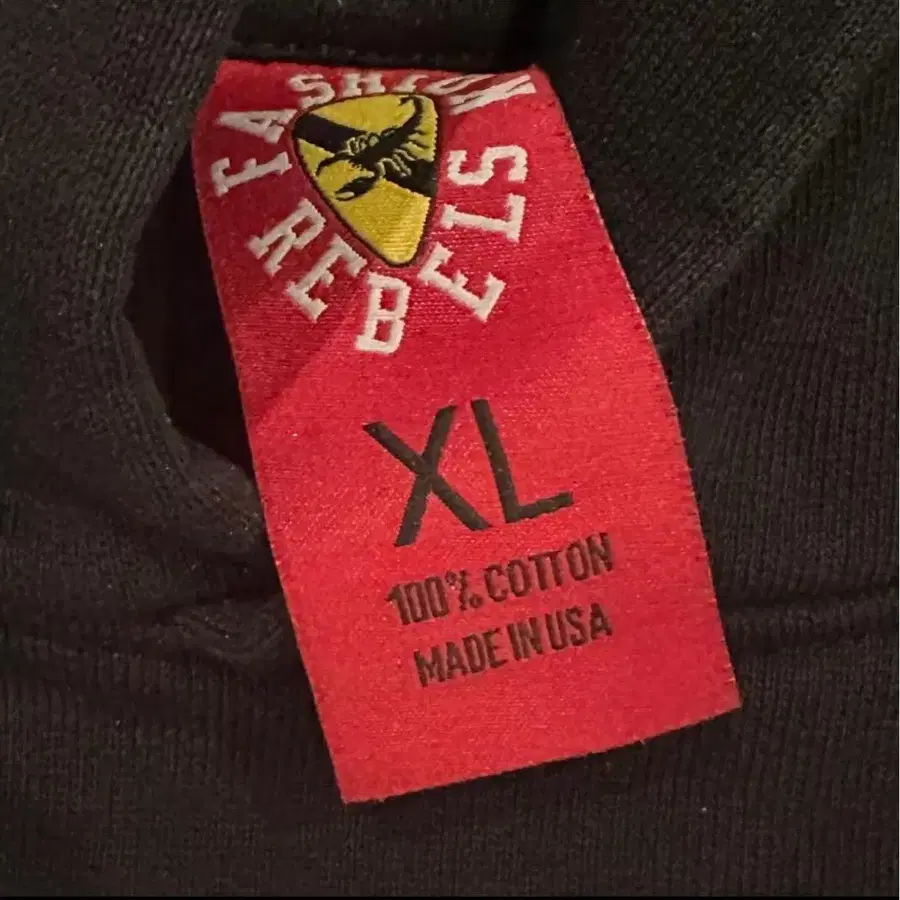 FASHION
REBELS
XL
100% COTTON
MADE IN USA